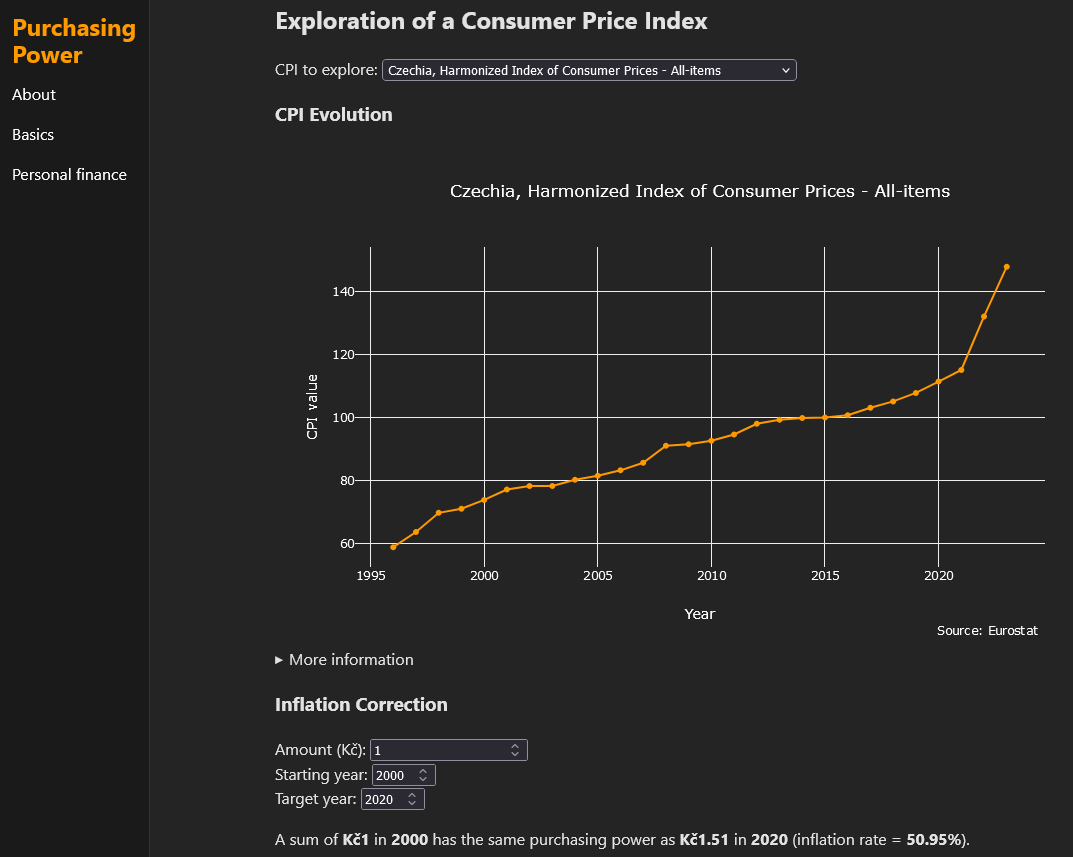 Purchasing
Power
About
Basics
Personal finance
Exploration of a Consumer Price Index
CPI to explore: Czechia, Harmonized Index of Consumer Prices - All-items
CPI Evolution
Czechia, Harmonized Index of Consumer Prices - All-items
CPI value
140
120
100
80
60
1995 2000 2005 2010 2015 2020
Year
Source: Eurostat
▶ More information
Inflation Correction
Amount (Kč): 1
Starting year: 2000
Target year: 2020
A sum of Kč1 in 2000 has the same purchasing power as Kč1.51 in 2020 (inflation rate = 50.95%).